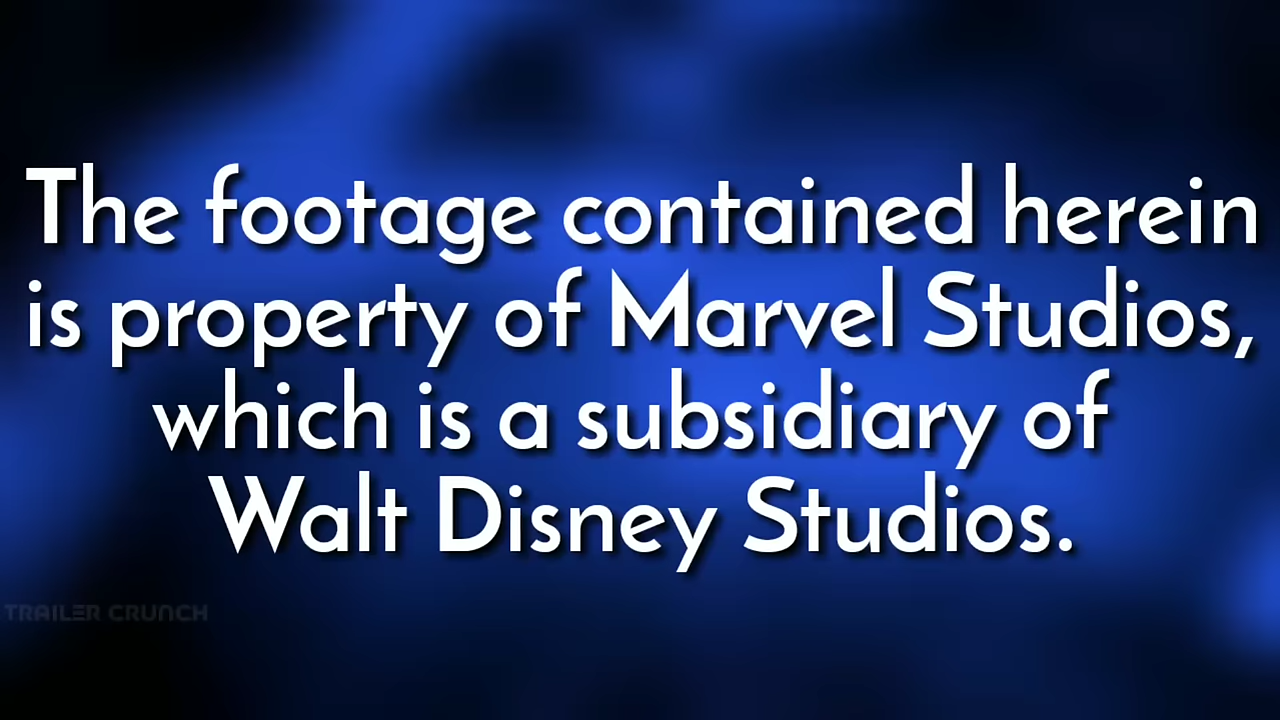 The footage contained herein
is property of Marvel Studios,
which is a subsidiary of
Walt Disney Studios.
TRAILER CRUNCH